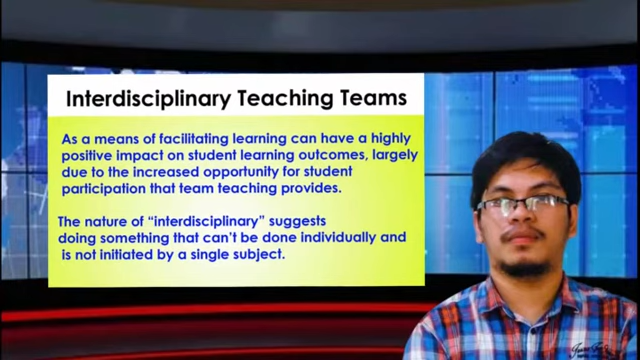 Interdisciplinary Teaching Teams
As a means of facilitating learning can have a highly
positive impact on student learning outcomes, largely
due to the increased opportunity for student
participation that team teaching provides.
The nature of “interdisciplinary” suggests
doing something that can't be done individually and
is not initiated by a single subject.